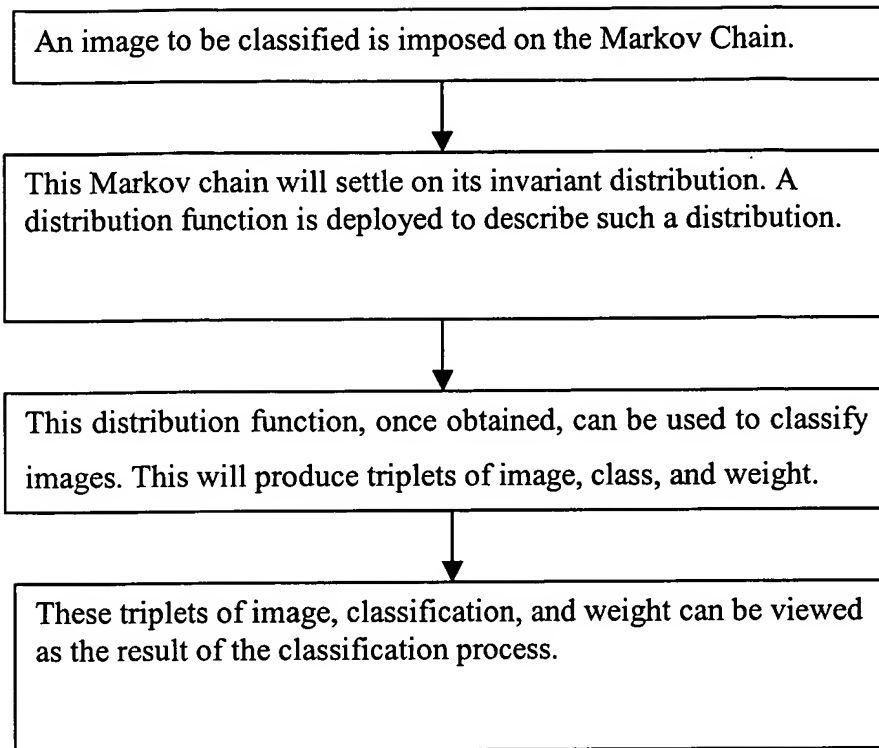 An image to be classified is imposed on the Markov Chain.
This Markov chain will settle on its invariant distribution. A
distribution function is deployed to describe such a distribution.
This distribution function, once obtained, can be used to classify
images. This will produce triplets of image, class, and weight.
These triplets of image, classification, and weight can be viewed
as the result of the classification process.